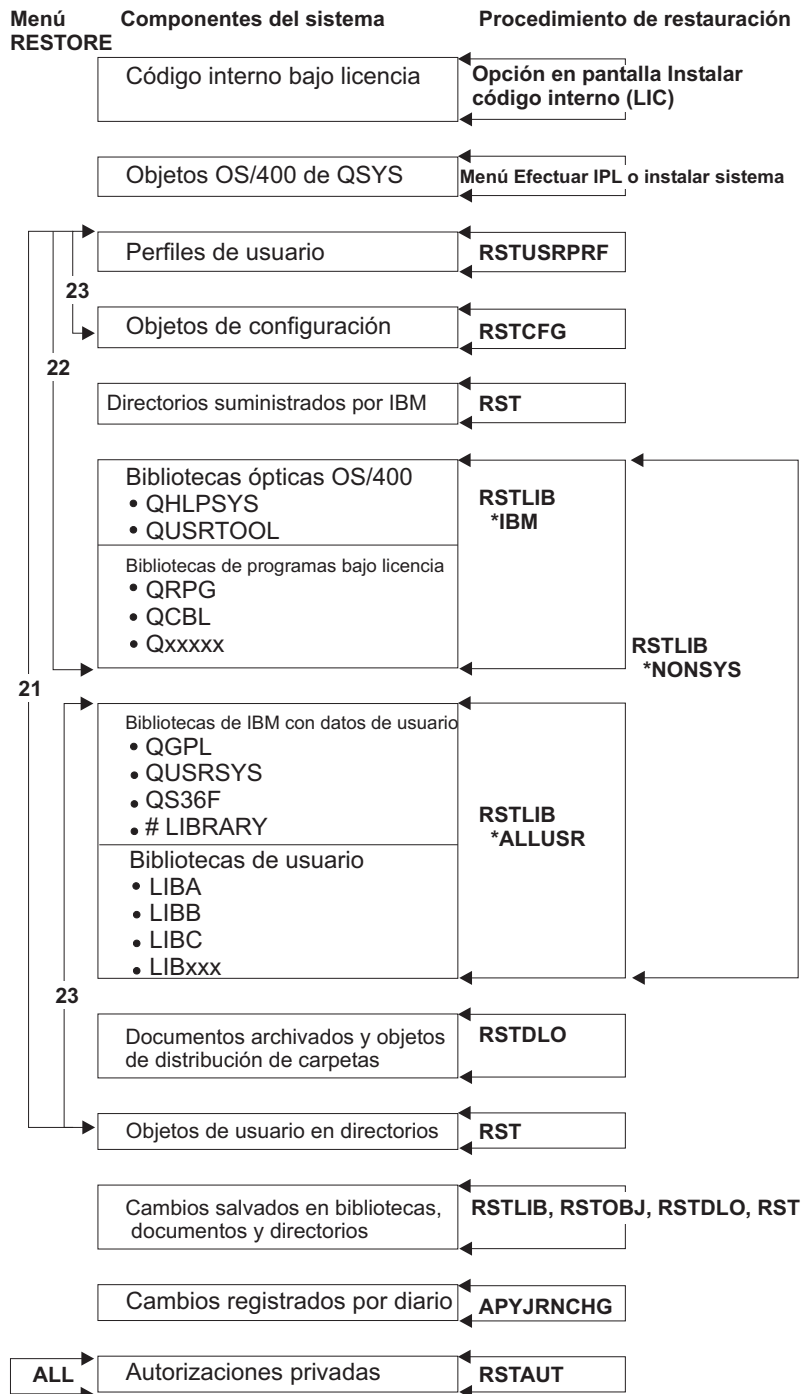 Menú RESTORE
Componentes del sistema
Procedimiento de restauración
Código interno bajo licencia
Opción en pantalla Instalar
código interno (LIC)
Objetos OS/400 de QSYS
Menú Efectuar IPL o instalar sistema
Perfiles de usuario
RSTUSRPRF
23
Objetos de configuración
RSTCFG
22
Directorios suministrados por IBM
RST
Bibliotecas ópticas OS/400
• QHLPSYS
• QUSRTOOL
RSTLIB
*IBM
Bibliotecas de programas bajo licencia
• QRPG
• QCBL
• Qxxxxx
RSTLIB
*NONSYS
21
Bibliotecas de IBM con datos de usuario
• QGPL
• QUSRSYS
• QS36F
• # LIBRARY
RSTLIB
*ALLUSR
Bibliotecas de usuario
• LIBA
• LIBB
• LIBC
• LIBxxx
23
Documentos archivados y objetos
de distribución de carpetas
RSTDLO
Objetos de usuario en directorios
RST
Cambios salvados en bibliotecas,
documentos y directorios
RSTLIB, RSTOBJ, RSTDLO, RST
Cambios registrados por diario
APYJRNCHG
ALL
Autorizaciones privadas
RSTAUT